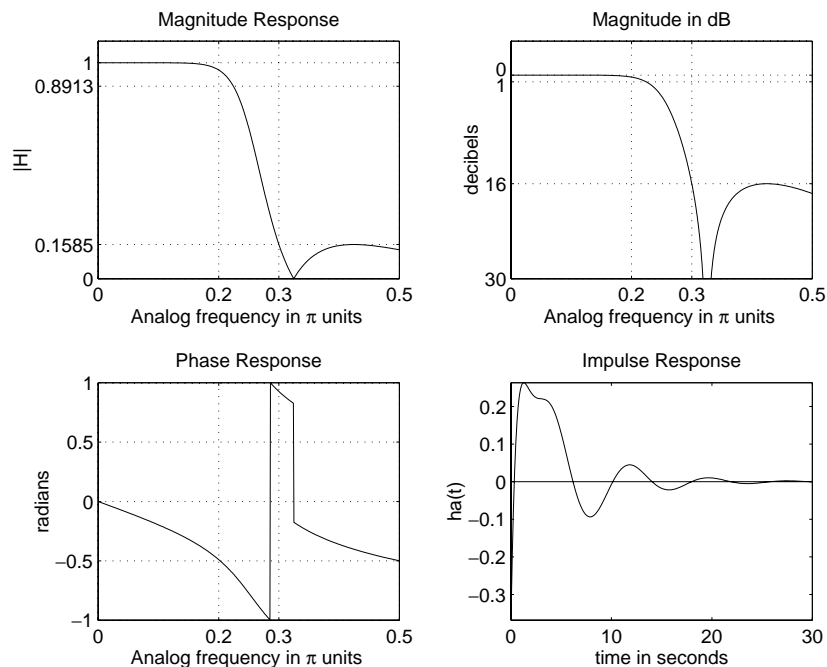 Magnitude Response
|H|
1
0.8913
0.1585
0
0 0.2 0.3 0.5
Analog frequency in π units
Magnitude in dB
decibels
0
1
16
30
0 0.2 0.3 0.5
Analog frequency in π units
Phase Response
radians
1
0.5
0
−0.5
−1
0 0.2 0.3 0.5
Analog frequency in π units
Impulse Response
ha(t)
0.2
0.1
0
−0.1
−0.2
−0.3
0 10 20 30
time in seconds